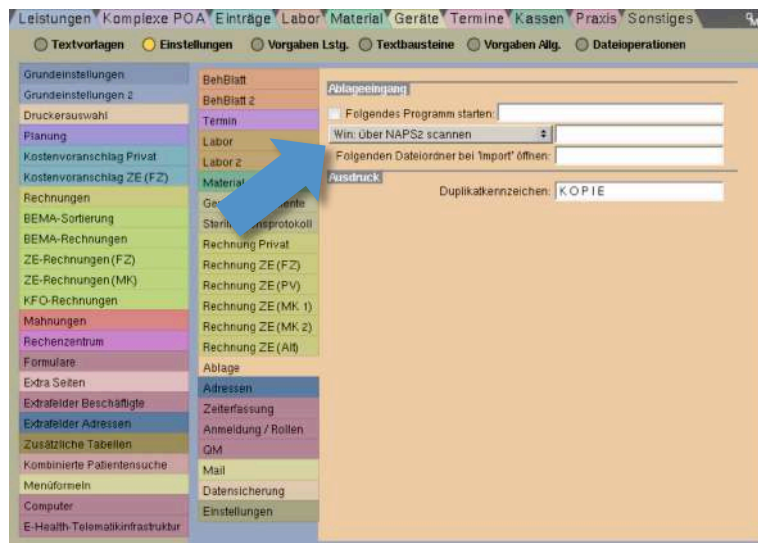 Leistungen Komplexe POA Einträge Labor Material Geräte Termine Kassen Praxis Sonstiges
Textvorlagen Einstellungen Vorgaben Lstg. Textbausteine Vorgaben Allg. Dateioperationen
Grundeinstellungen
Grundeinstellungen 2
Druckerauswahl
Planung
Kostenvoranschlag Privat
Kostenvoranschlag ZE (FZ)
Rechnungen
BEMA-Sortierung
BEMA-Rechnungen
ZE-Rechnungen (FZ)
ZE-Rechnungen (MK)
KFO-Rechnungen
Mahnungen
Rechenzentrum
Formulare
Extra Seiten
Extrafelder Beschäftigte
Extrafelder Adressen
Zusätzliche Tabellen
Kombinierte Patientensuche
Menüformeln
Computer
E-Health-Telematikinfrastruktur
BehBlatt
BehBlatt 2
Termin
Labor
Labor 2
Material
Rechnung Privat
Rechnung ZE (FZ)
Rechnung ZE (PV)
Rechnung ZE (MK 1)
Rechnung ZE (MK 2)
Rechnung ZE (Alt)
Ablage
Adressen
Zeiterfassung
Anmeldung / Rollen
QM
Mail
Datensicherung
Einstellungen
Ablageeingang
Folgendes Programm starten:
Win: über NAPS2 scannen
Folgenden Dateiordner bei 'Import' öffnen:
Ausdruck
Duplikatkennzeichen: KOPIE